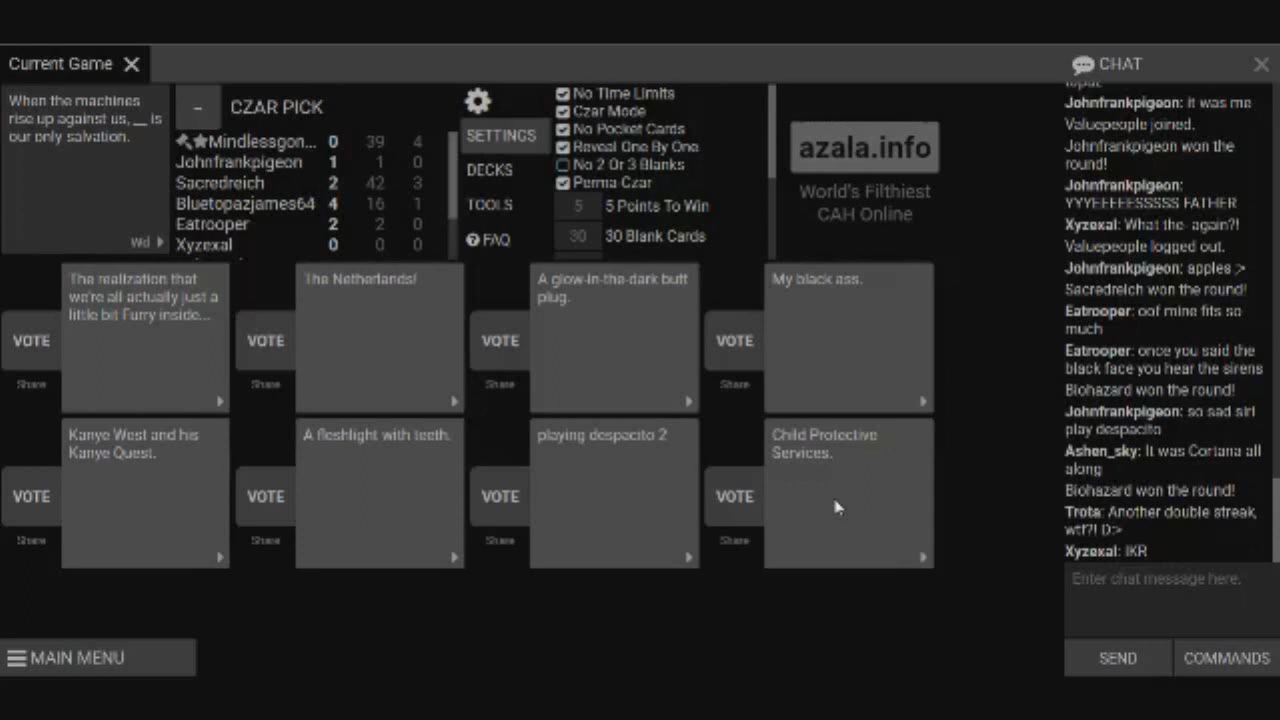 Current Game
CHAT
When the machines
rise up against us, __ is
our only salvation.
Wd
–
CZAR PICK
Mindlessgon... 0 39 4
Johnfrankpigeon 1 1 0
Sacredreich 2 42 3
Bluetopazjames64 4 16 1
Eatrooper 2 2 0
Xyzexal 0 0 0
SETTINGS
DECKS
TOOLS
FAQ
No Time Limits
Czar Mode
No Pocket Cards
Reveal One By One
No 2 Or 3 Blanks
Perma Czar
5 5 Points To Win
30 30 Blank Cards
azala.info
World's Filthiest
CAH Online
The realization that
we're all actually just a
little bit Furry inside...
VOTE
Share
The Netherlands!
VOTE
Share
A glow-in-the-dark butt
plug.
VOTE
Share
My black ass.
VOTE
Share
Kanye West and his
Kanye Quest.
VOTE
Share
A fleshlight with teeth.
VOTE
Share
playing despacito 2
VOTE
Share
Child Protective
Services.
MAIN MENU
Johnfrankpigeon: it was me
Valuepeople joined.
Johnfrankpigeon won the
round!
Johnfrankpigeon:
YYYEEEEESSSSS FATHER
Xyzexal: What the- again?!
Valuepeople logged out.
Johnfrankpigeon: apples >
Sacredreich won the round!
Eatrooper: oof mine fits so
much
Eatrooper: once you said the
black face you hear the sirens
Biohazard won the round!
Johnfrankpigeon: so sad siri
play despacito
Ashen_sky: It was Cortana all
along
Biohazard won the round!
Trota: Another double streak,
wtf?! D:>
Xyzexal: IKR
Enter chat message here.
SEND
COMMANDS